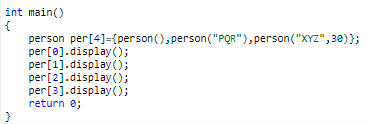 int main()
{
person per[4]={person(),person("PQR"),person("XYZ",30)};
per[0].display();
per[1].display();
per[2].display();
per[3].display();
return 0;
}